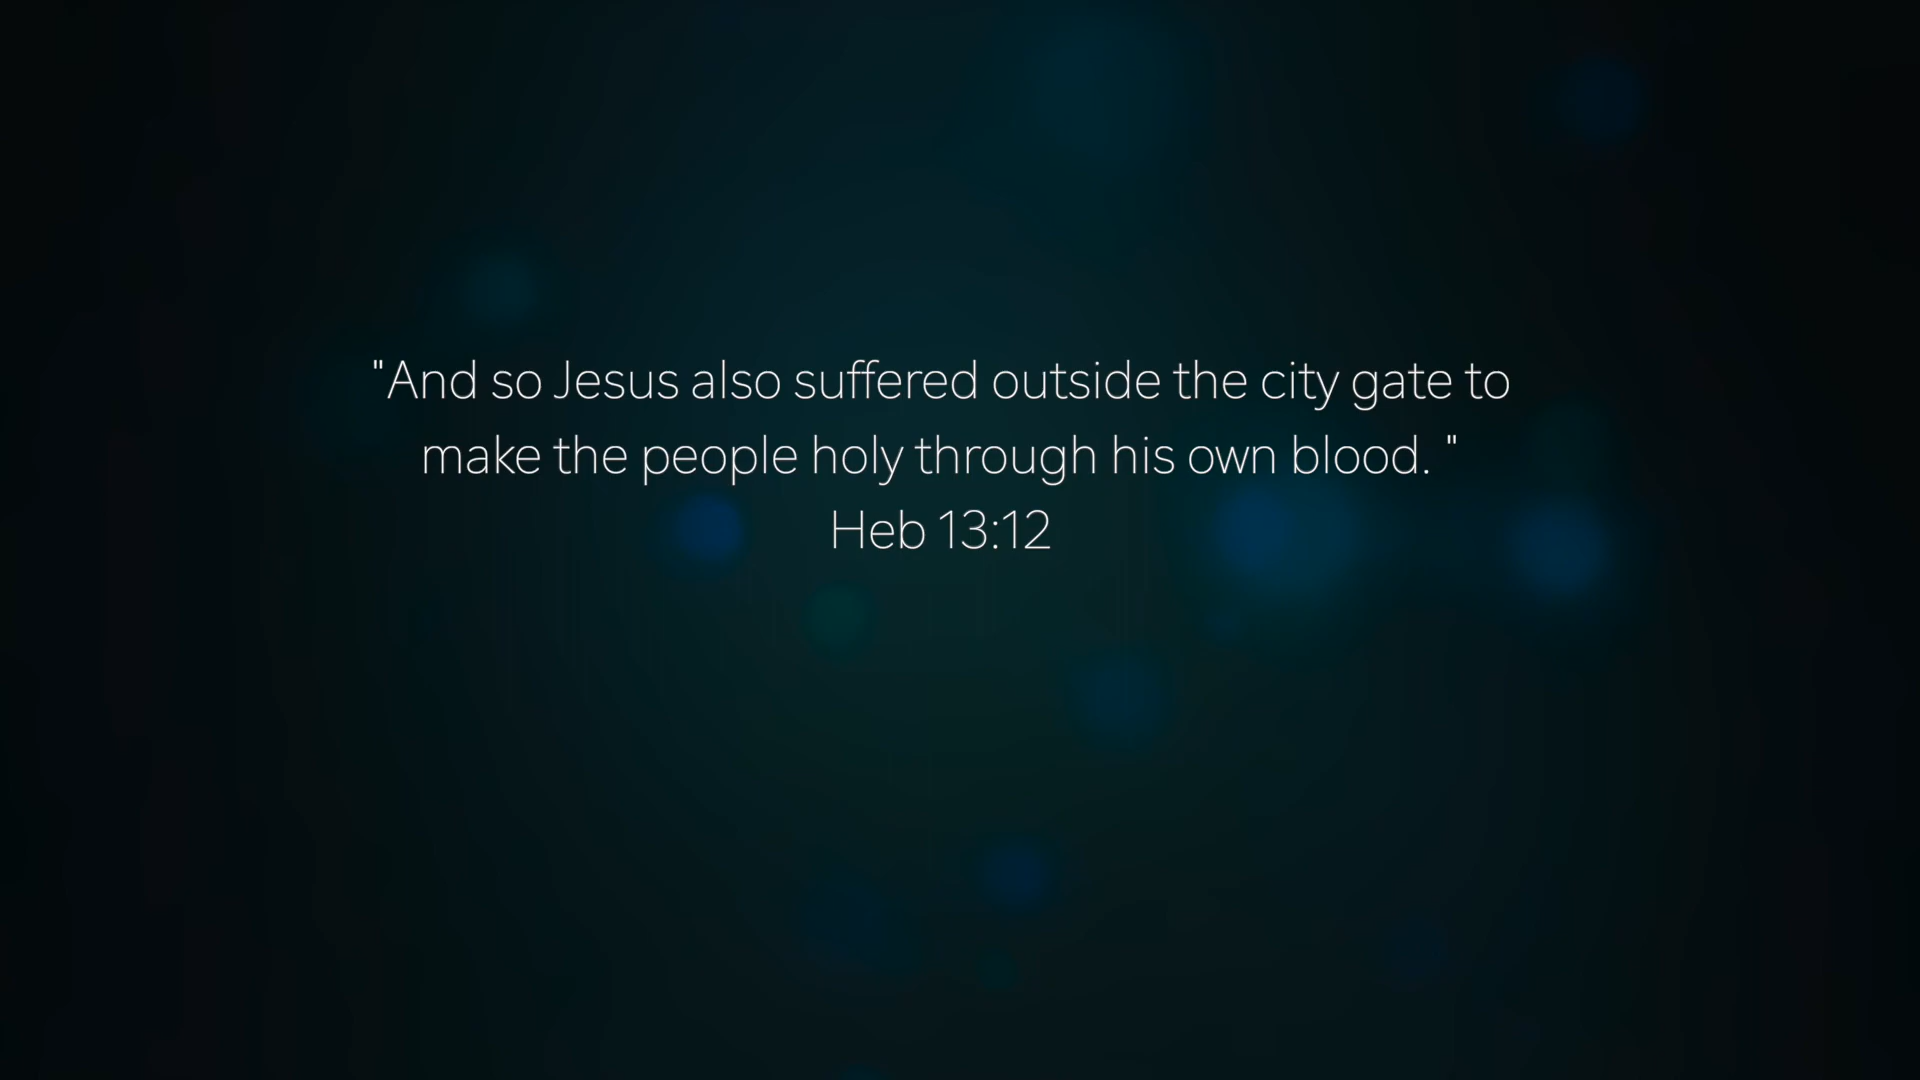 "And so Jesus also suffered outside the city gate to
make the people holy through his own blood. "
Heb 13:12